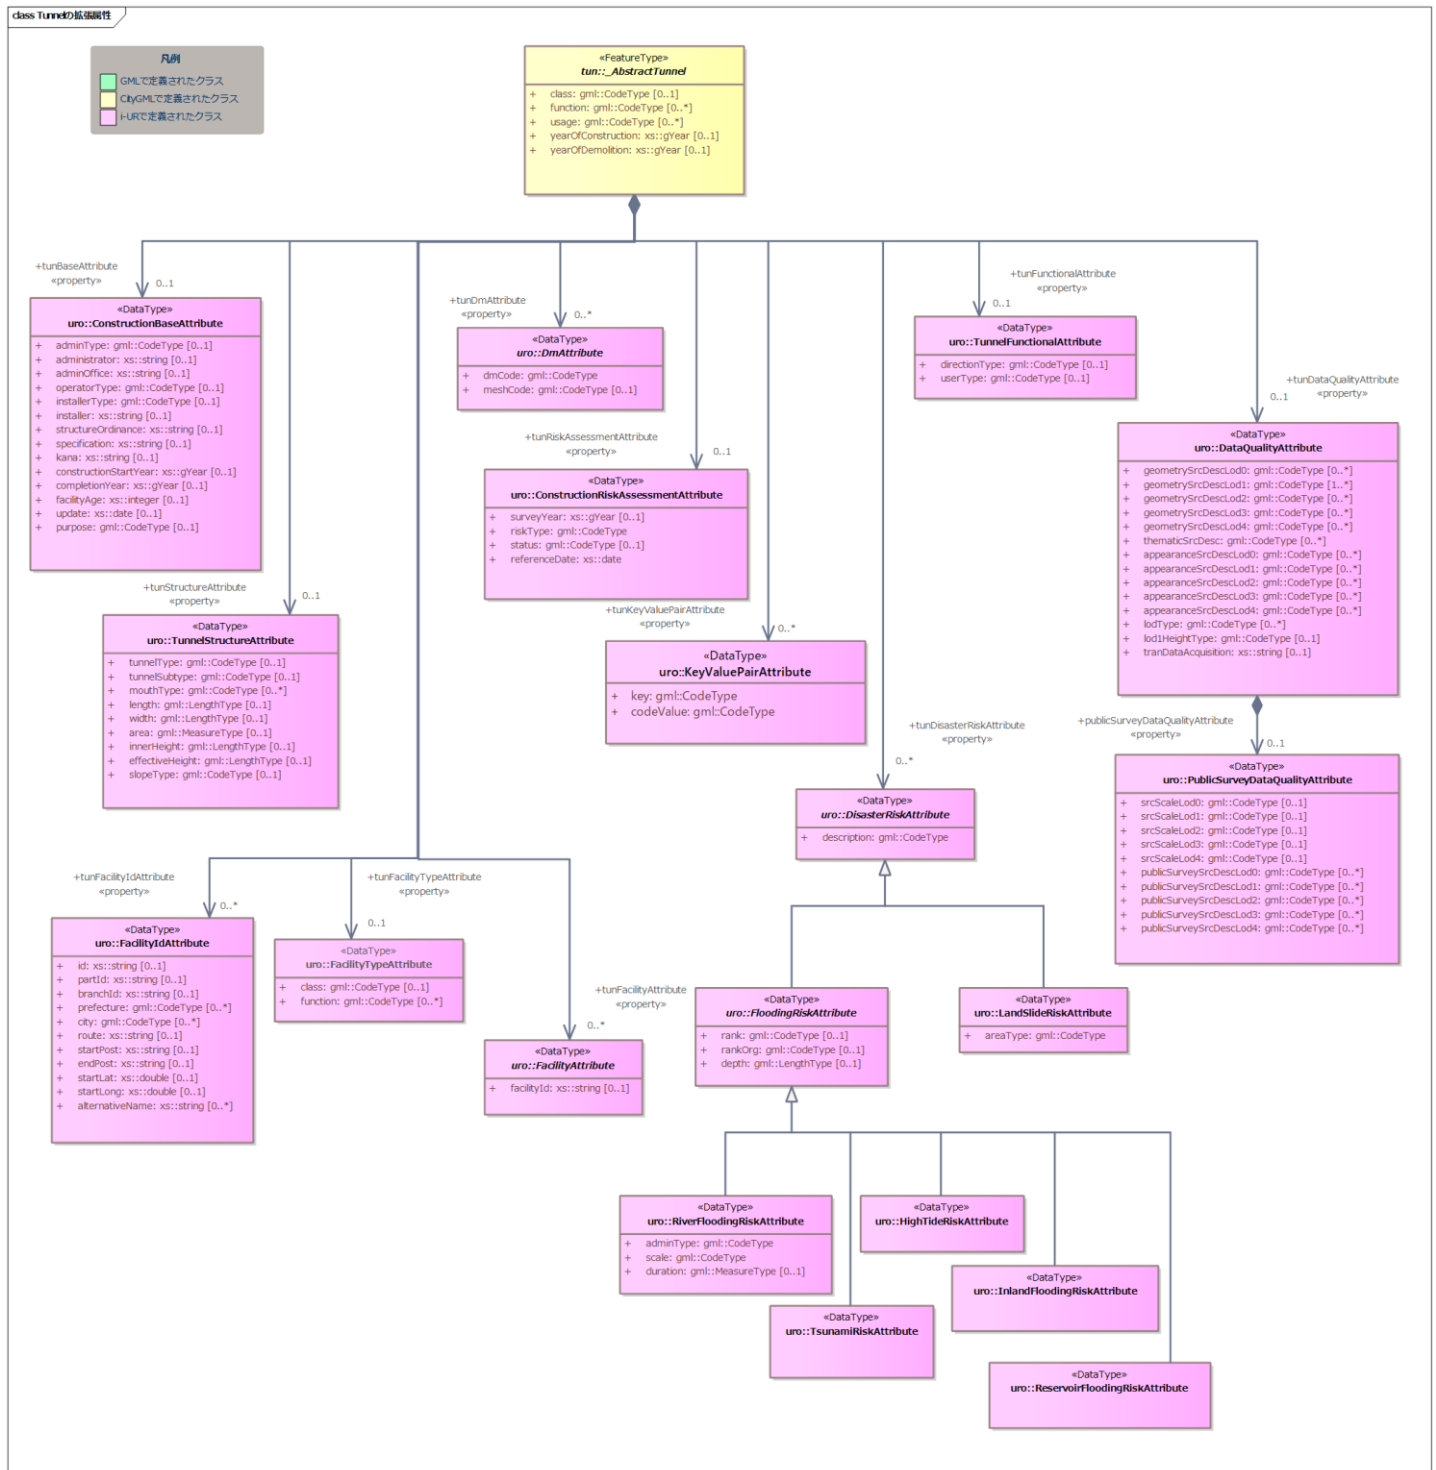 class Tunnelの拡張属性
凡例
GMLで定義されたクラス
CityGMLで定義されたクラス
i-URで定義されたクラス
«FeatureType»
tun::_AbstractTunnel
+ class: gml::CodeType [0..1]
+ function: gml::CodeType [0..*]
+ usage: gml::CodeType [0..*]
+ yearOfConstruction: xs::gYear [0..1]
+ yearOfDemolition: xs::gYear [0..1]
+tunBaseAttribute
«property»
0..1
«DataType»
uro::ConstructionBaseAttribute
+ adminType: gml::CodeType [0..1]
+ administrator: xs::string [0..1]
+ adminOffice: xs::string [0..1]
+ operatorType: gml::CodeType [0..1]
+ installerType: gml::CodeType [0..1]
+ installer: xs::string [0..1]
+ structureOrdinance: xs::string [0..1]
+ specification: xs::string [0..1]
+ kana: xs::string [0..1]
+ constructionStartYear: xs::gYear [0..1]
+ completionYear: xs::gYear [0..1]
+ facilityAge: xs::integer [0..1]
+ update: xs::date [0..1]
+ purpose: gml::CodeType [0..1]
+tunDmAttribute
«property»
0..*
«DataType»
uro::DmAttribute
+ dmCode: gml::CodeType
+ meshCode: gml::CodeType [0..1]
+tunFunctionalAttribute
«property»
0..1
«DataType»
uro::TunnelFunctionalAttribute
+ directionType: gml::CodeType [0..1]
+ userType: gml::CodeType [0..1]
+tunDataQualityAttribute
«property»
0..1
«DataType»
uro::DataQualityAttribute
+ geometrySrcDescLod0: gml::CodeType [0..*]
+ geometrySrcDescLod1: gml::CodeType [1..*]
+ geometrySrcDescLod2: gml::CodeType [0..*]
+ geometrySrcDescLod3: gml::CodeType [0..*]
+ geometrySrcDescLod4: gml::CodeType [0..*]
+ thematicSrcDesc: gml::CodeType [0..*]
+ appearanceSrcDescLod0: gml::CodeType [0..*]
+ appearanceSrcDescLod1: gml::CodeType [0..*]
+ appearanceSrcDescLod2: gml::CodeType [0..*]
+ appearanceSrcDescLod3: gml::CodeType [0..*]
+ appearanceSrcDescLod4: gml::CodeType [0..*]
+ lodType: gml::CodeType [0..*]
+ lod1HeightType: gml::CodeType [0..1]
+ tranDataAcquisition: xs::string [0..1]
+tunRiskAssessmentAttribute
«property»
0..1
«DataType»
uro::ConstructionRiskAssessmentAttribute
+ surveyYear: xs::gYear [0..1]
+ riskType: gml::CodeType
+ status: gml::CodeType [0..1]
+ referenceDate: xs::date
+tunStructureAttribute
«property»
0..1
«DataType»
uro::TunnelStructureAttribute
+ tunnelType: gml::CodeType [0..1]
+ tunnelSubtype: gml::CodeType [0..1]
+ mouthType: gml::CodeType [0..*]
+ length: gml::LengthType [0..1]
+ width: gml::LengthType [0..1]
+ area: gml::MeasureType [0..1]
+ innerHeight: gml::LengthType [0..1]
+ effectiveHeight: gml::LengthType [0..1]
+ slopeType: gml::CodeType [0..1]
+tunKeyValuePairAttribute
«property»
0..*
«DataType»
uro::KeyValuePairAttribute
+ key: gml::CodeType
+ codeValue: gml::CodeType
+tunDisasterRiskAttribute
«property»
0..*
«DataType»
uro::DisasterRiskAttribute
+ description: gml::CodeType
+publicSurveyDataQualityAttribute
«property»
0..1
«DataType»
uro::PublicSurveyDataQualityAttribute
+ srcScaleLod0: gml::CodeType [0..1]
+ srcScaleLod1: gml::CodeType [0..1]
+ srcScaleLod2: gml::CodeType [0..1]
+ srcScaleLod3: gml::CodeType [0..1]
+ srcScaleLod4: gml::CodeType [0..1]
+ publicSurveySrcDescLod0: gml::CodeType [0..*]
+ publicSurveySrcDescLod1: gml::CodeType [0..*]
+ publicSurveySrcDescLod2: gml::CodeType [0..*]
+ publicSurveySrcDescLod3: gml::CodeType [0..*]
+ publicSurveySrcDescLod4: gml::CodeType [0..*]
+tunFacilityIdAttribute
«property»
0..*
«DataType»
uro::FacilityIdAttribute
+ id: xs::string [0..1]
+ partId: xs::string [0..1]
+ branchId: xs::string [0..1]
+ prefecture: gml::CodeType [0..*]
+ city: gml::CodeType [0..*]
+ route: xs::string [0..1]
+ startPost: xs::string [0..1]
+ endPost: xs::string [0..1]
+ startLat: xs::double [0..1]
+ startLong: xs::double [0..1]
+ alternativeName: xs::string [0..*]
+tunFacilityTypeAttribute
«property»
0..1
«DataType»
uro::FacilityTypeAttribute
+ class: gml::CodeType [0..1]
+ function: gml::CodeType [0..*]
+tunFacilityAttribute
«property»
0..*
«DataType»
uro::FacilityAttribute
+ facilityId: xs::string [0..1]
«DataType»
uro::FloodingRiskAttribute
+ rank: gml::CodeType [0..1]
+ rankOrg: gml::CodeType [0..1]
+ depth: gml::LengthType [0..1]
«DataType»
uro::LandSlideRiskAttribute
+ areaType: gml::CodeType
«DataType»
uro::RiverFloodingRiskAttribute
+ adminType: gml::CodeType
+ scale: gml::CodeType
+ duration: gml::MeasureType [0..1]
«DataType»
uro::HighTideRiskAttribute
«DataType»
uro::InlandFloodingRiskAttribute
«DataType»
uro::TsunamiRiskAttribute
«DataType»
uro::ReservoirFloodingRiskAttribute